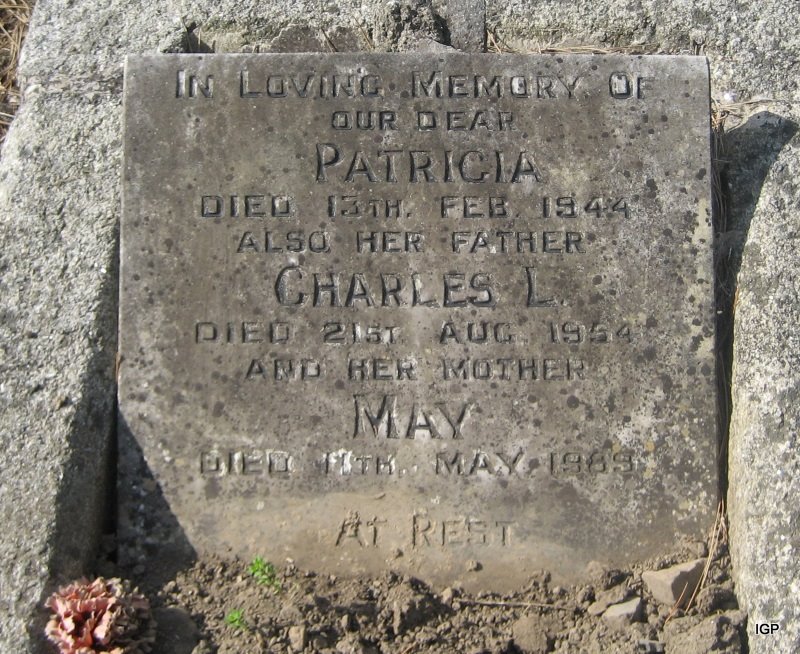 In Loving Memory Of
OUR DEAR
PATRICIA
DIED 13TH. FEB. 1944
ALSO HER FATHER
CHARLES L.
DIED 21ST. AUG. 1954
AND HER MOTHER
MAY
DIED 11TH. MAY. 1989
AT REST
IGP